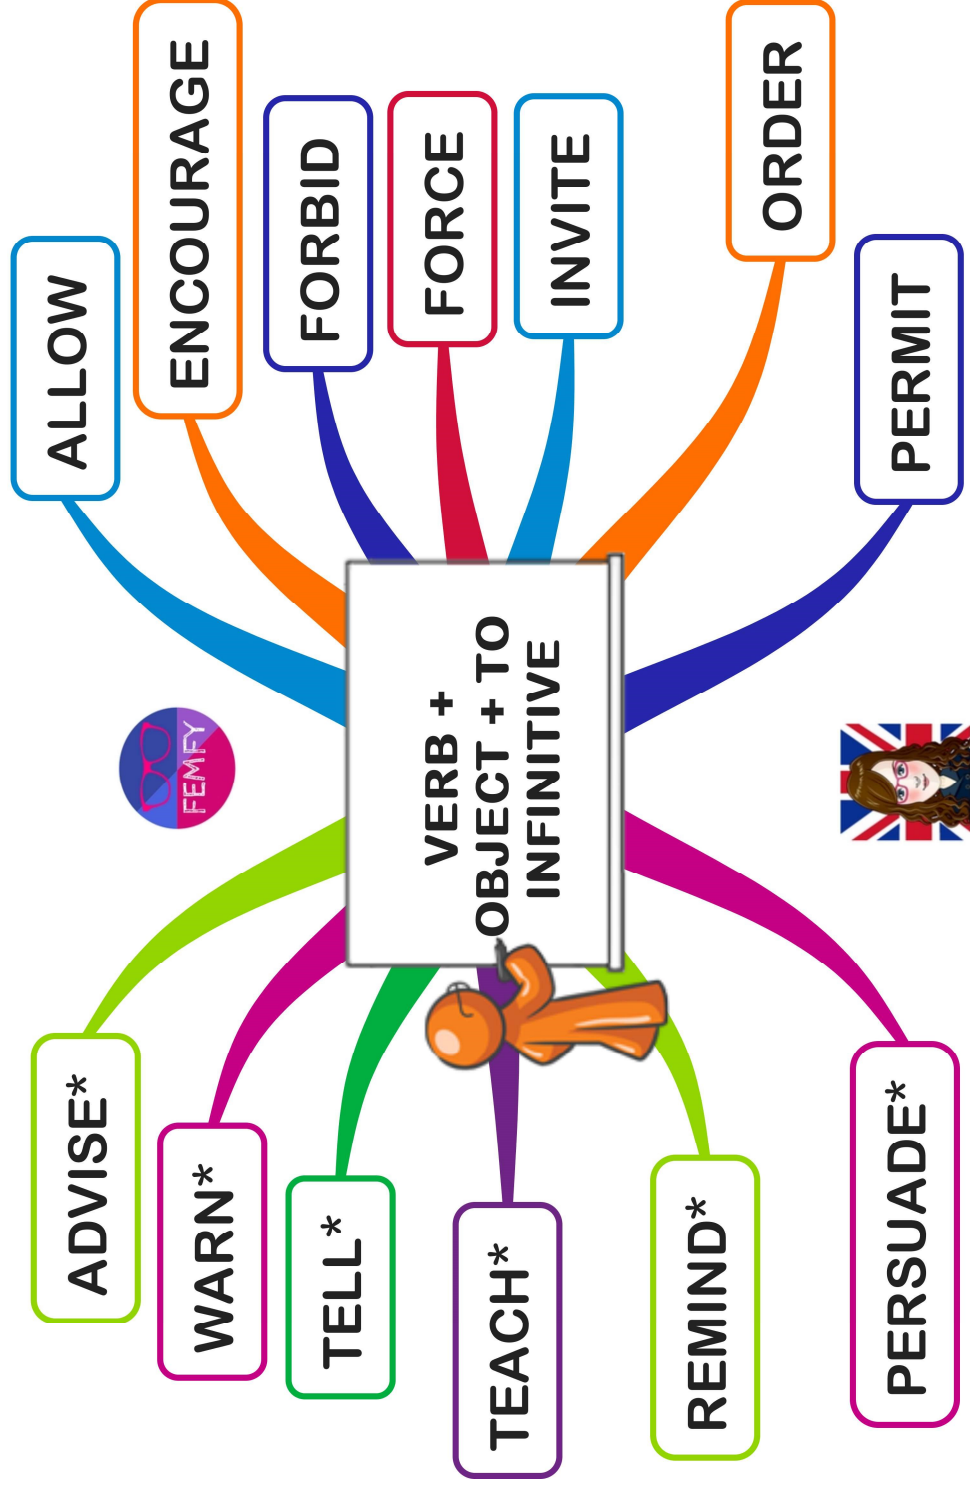 VERB +
OBJECT + TO
INFINITIVE
ALLOW
ENCOURAGE
FORBID
FORCE
INVITE
ORDER
PERMIT
ADVISE*
WARN*
TELL*
TEACH*
REMIND*
PERSUADE*
FEMFY